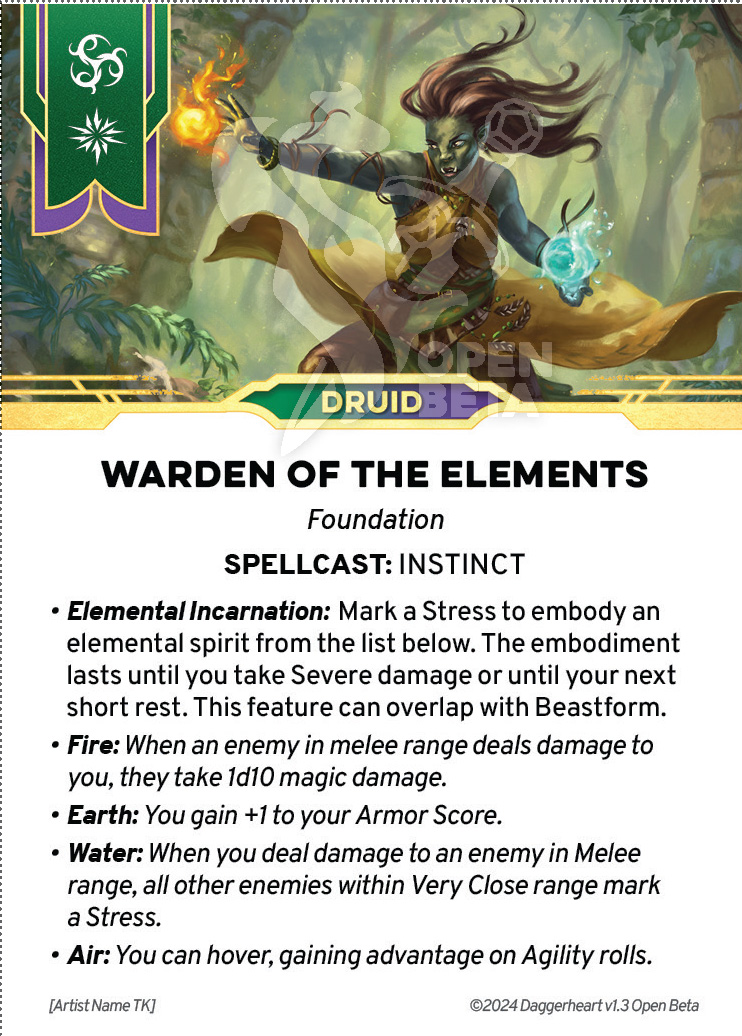 OPEN
BETA
DRUID
WARDEN OF THE ELEMENTS
Foundation
SPELLCAST: INSTINCT
• Elemental Incarnation: Mark a Stress to embody an
elemental spirit from the list below. The embodiment
lasts until you take Severe damage or until your next
short rest. This feature can overlap with Beastform.
• Fire: When an enemy in melee range deals damage to
you, they take 1d10 magic damage.
• Earth: You gain +1 to your Armor Score.
• Water: When you deal damage to an enemy in Melee
range, all other enemies within Very Close range mark
a Stress.
• Air: You can hover, gaining advantage on Agility rolls.
[Artist Name TK]
©2024 Daggerheart v1.3 Open Beta